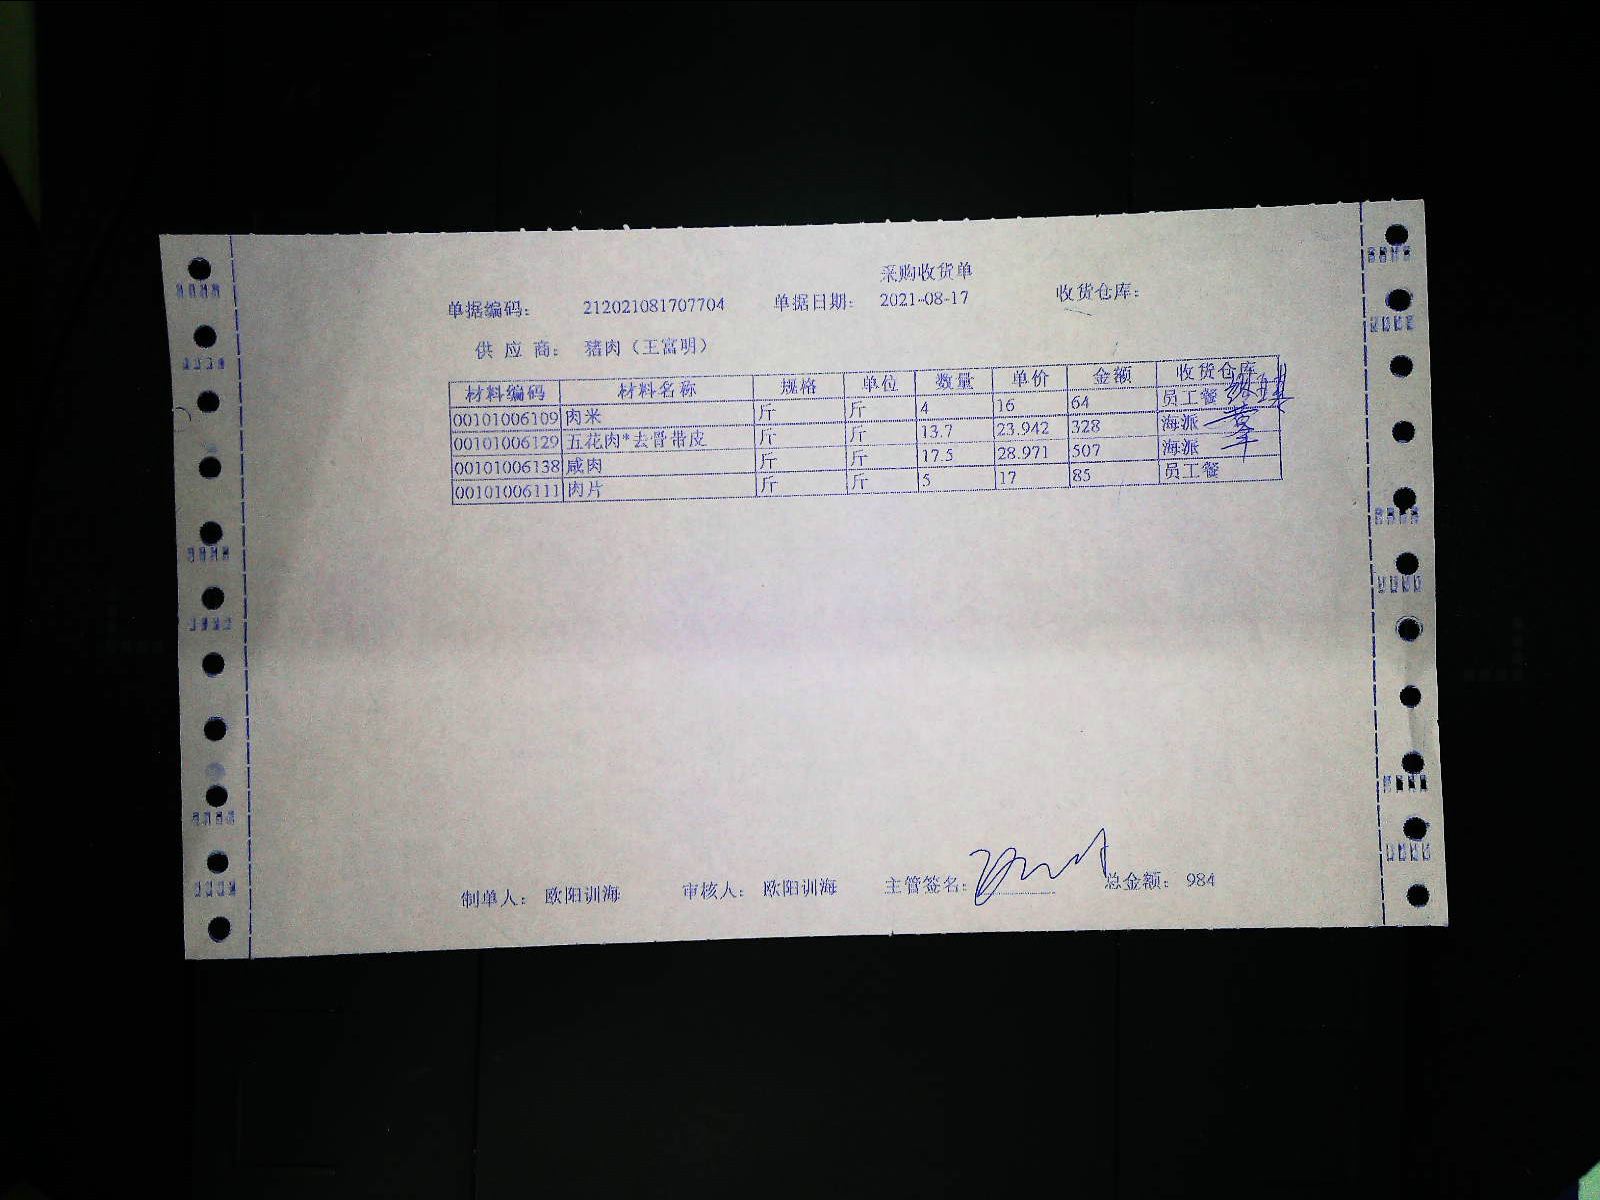 采购收货单
单据编码： 212021081707704 单据日期： 2021-08-17 收货仓库：
供 应 商： 猪肉（王富明）
材料编码 材料名称 规格 单位 数量 单价 金额 收货仓库
00101006109 肉米 斤 斤 4 16 64 员工餐
00101006129 五花肉*去骨带皮 斤 斤 13.7 23.942 328 海派
00101006138 咸肉 斤 斤 17.5 28.971 507 海派
00101006111 肉片 斤 斤 5 17 85 员工餐
制单人： 欧阳训海 审核人： 欧阳训海 主管签名： 总金额： 984